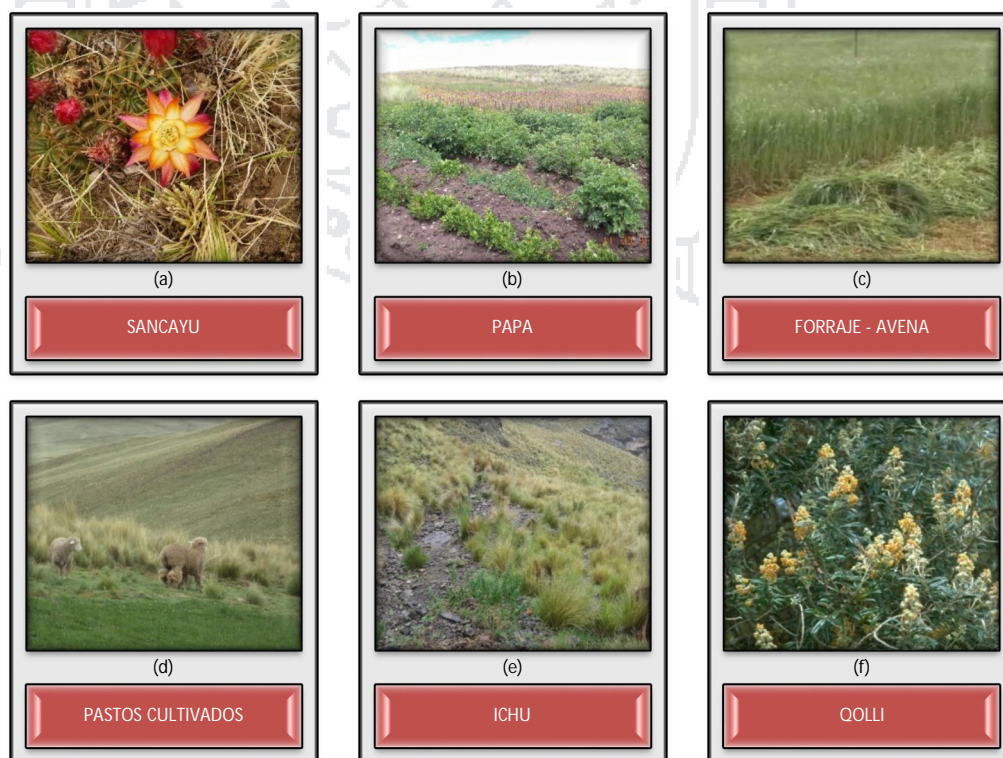 (a)
SANCAYU
(b)
PAPA
(c)
FORRAJE - AVENA
(d)
PASTOS CULTIVADOS
(e)
ICHU
(f)
QOLLI